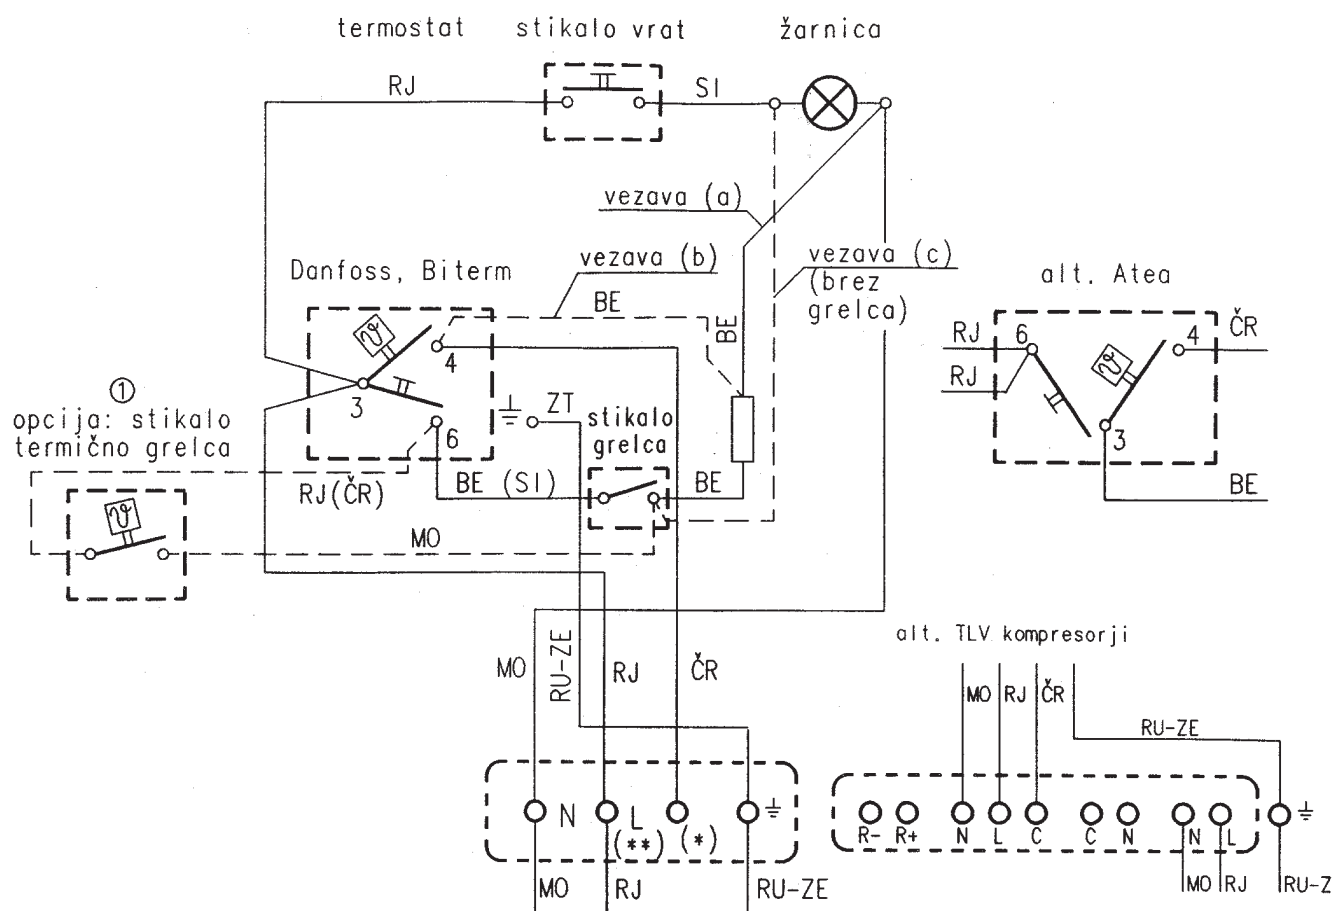 termostat stikalo vrat žarnica
RJ SI
vezava (a)
vezava (b)
vezava (c)
(brez
grelca)
Danfoss, Biterm
alt. Atea
BE
BE
ϑ
4
3
6
RJ
RJ
6
ϑ
4
ČR
3
BE
1
opcija: stikalo
termično grelca
ZT
stikalo
grelca
RJ(ČR)
BE (SI)
BE
ϑ
MO
alt. TLV kompresorji
MO
RU-ZE
RJ
ČR
MO RJ ČR
RU-ZE
N L (*)
(**)
R- R+ N L C C N N L
MO RJ RU-ZE
MO RJ RU-Z